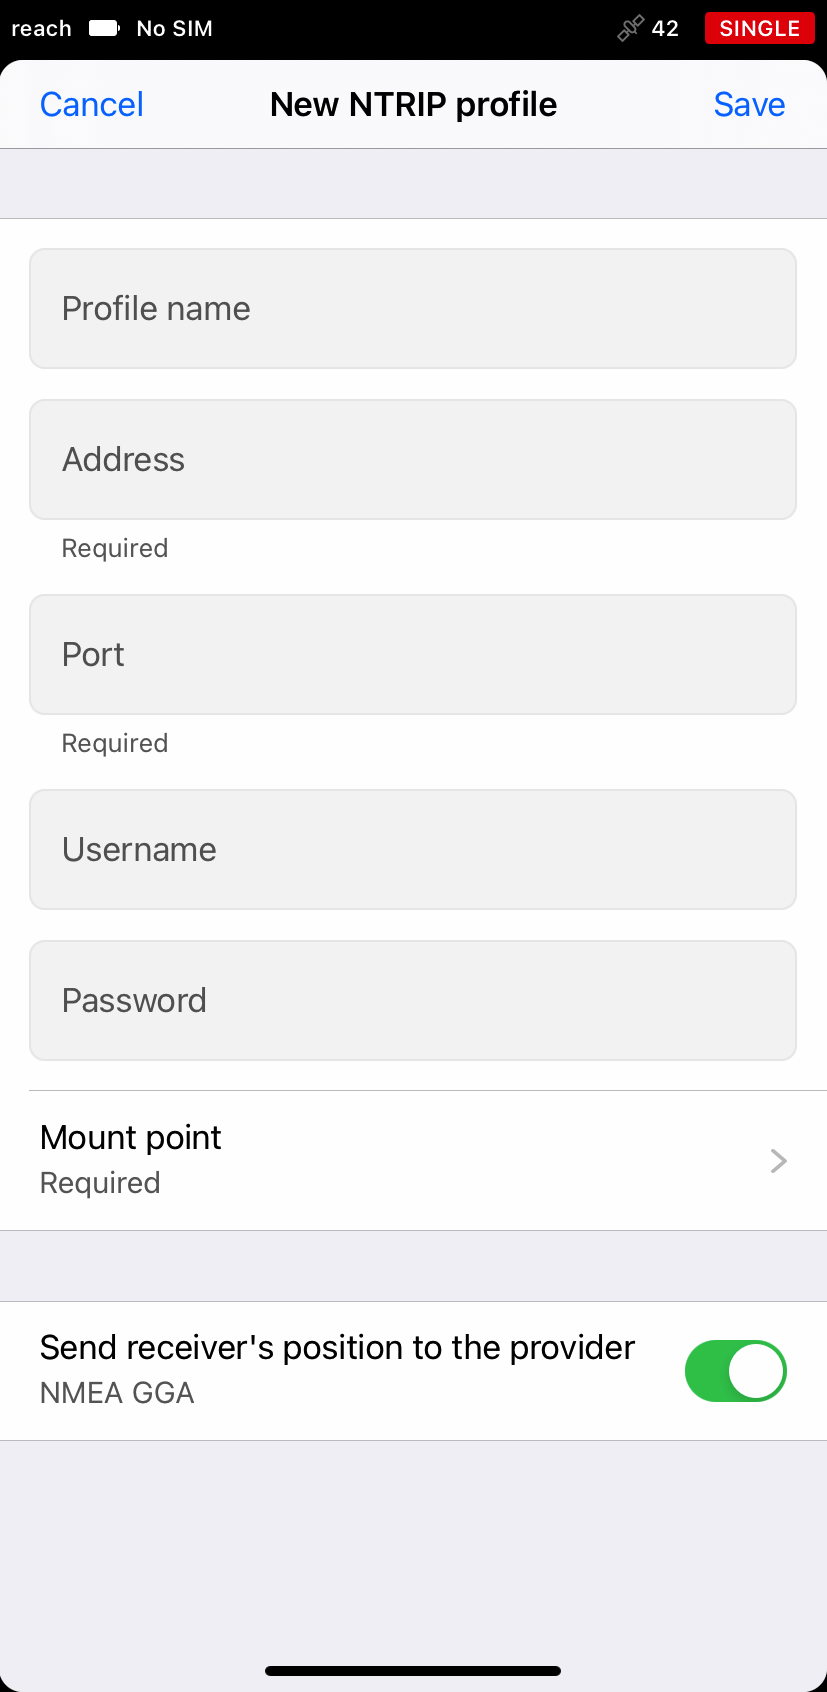 reach No SIM 42 SINGLE
Cancel New NTRIP profile Save
Profile name
Address
Required
Port
Required
Username
Password
Mount point
Required
Send receiver's position to the provider
NMEA GGA